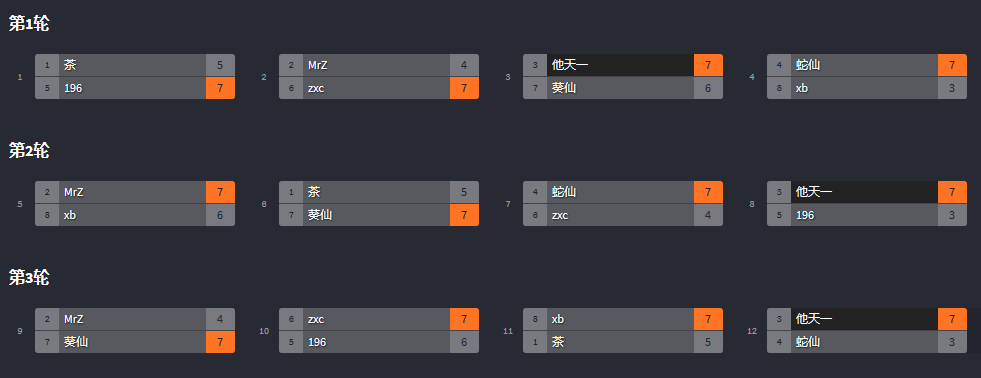 第1轮
1 1 茶 5
5 196 7
2 2 MrZ 4
6 zxc 7
3 3 他天一 7
7 葵仙 6
4 4 蛇仙 7
8 xb 3
第2轮
5 2 MrZ 7
8 xb 6
6 1 茶 5
7 葵仙 7
7 4 蛇仙 7
6 zxc 4
8 3 他天一 7
5 196 3
第3轮
9 2 MrZ 4
7 葵仙 7
10 6 zxc 7
5 196 6
11 8 xb 7
1 茶 5
12 3 他天一 7
4 蛇仙 3